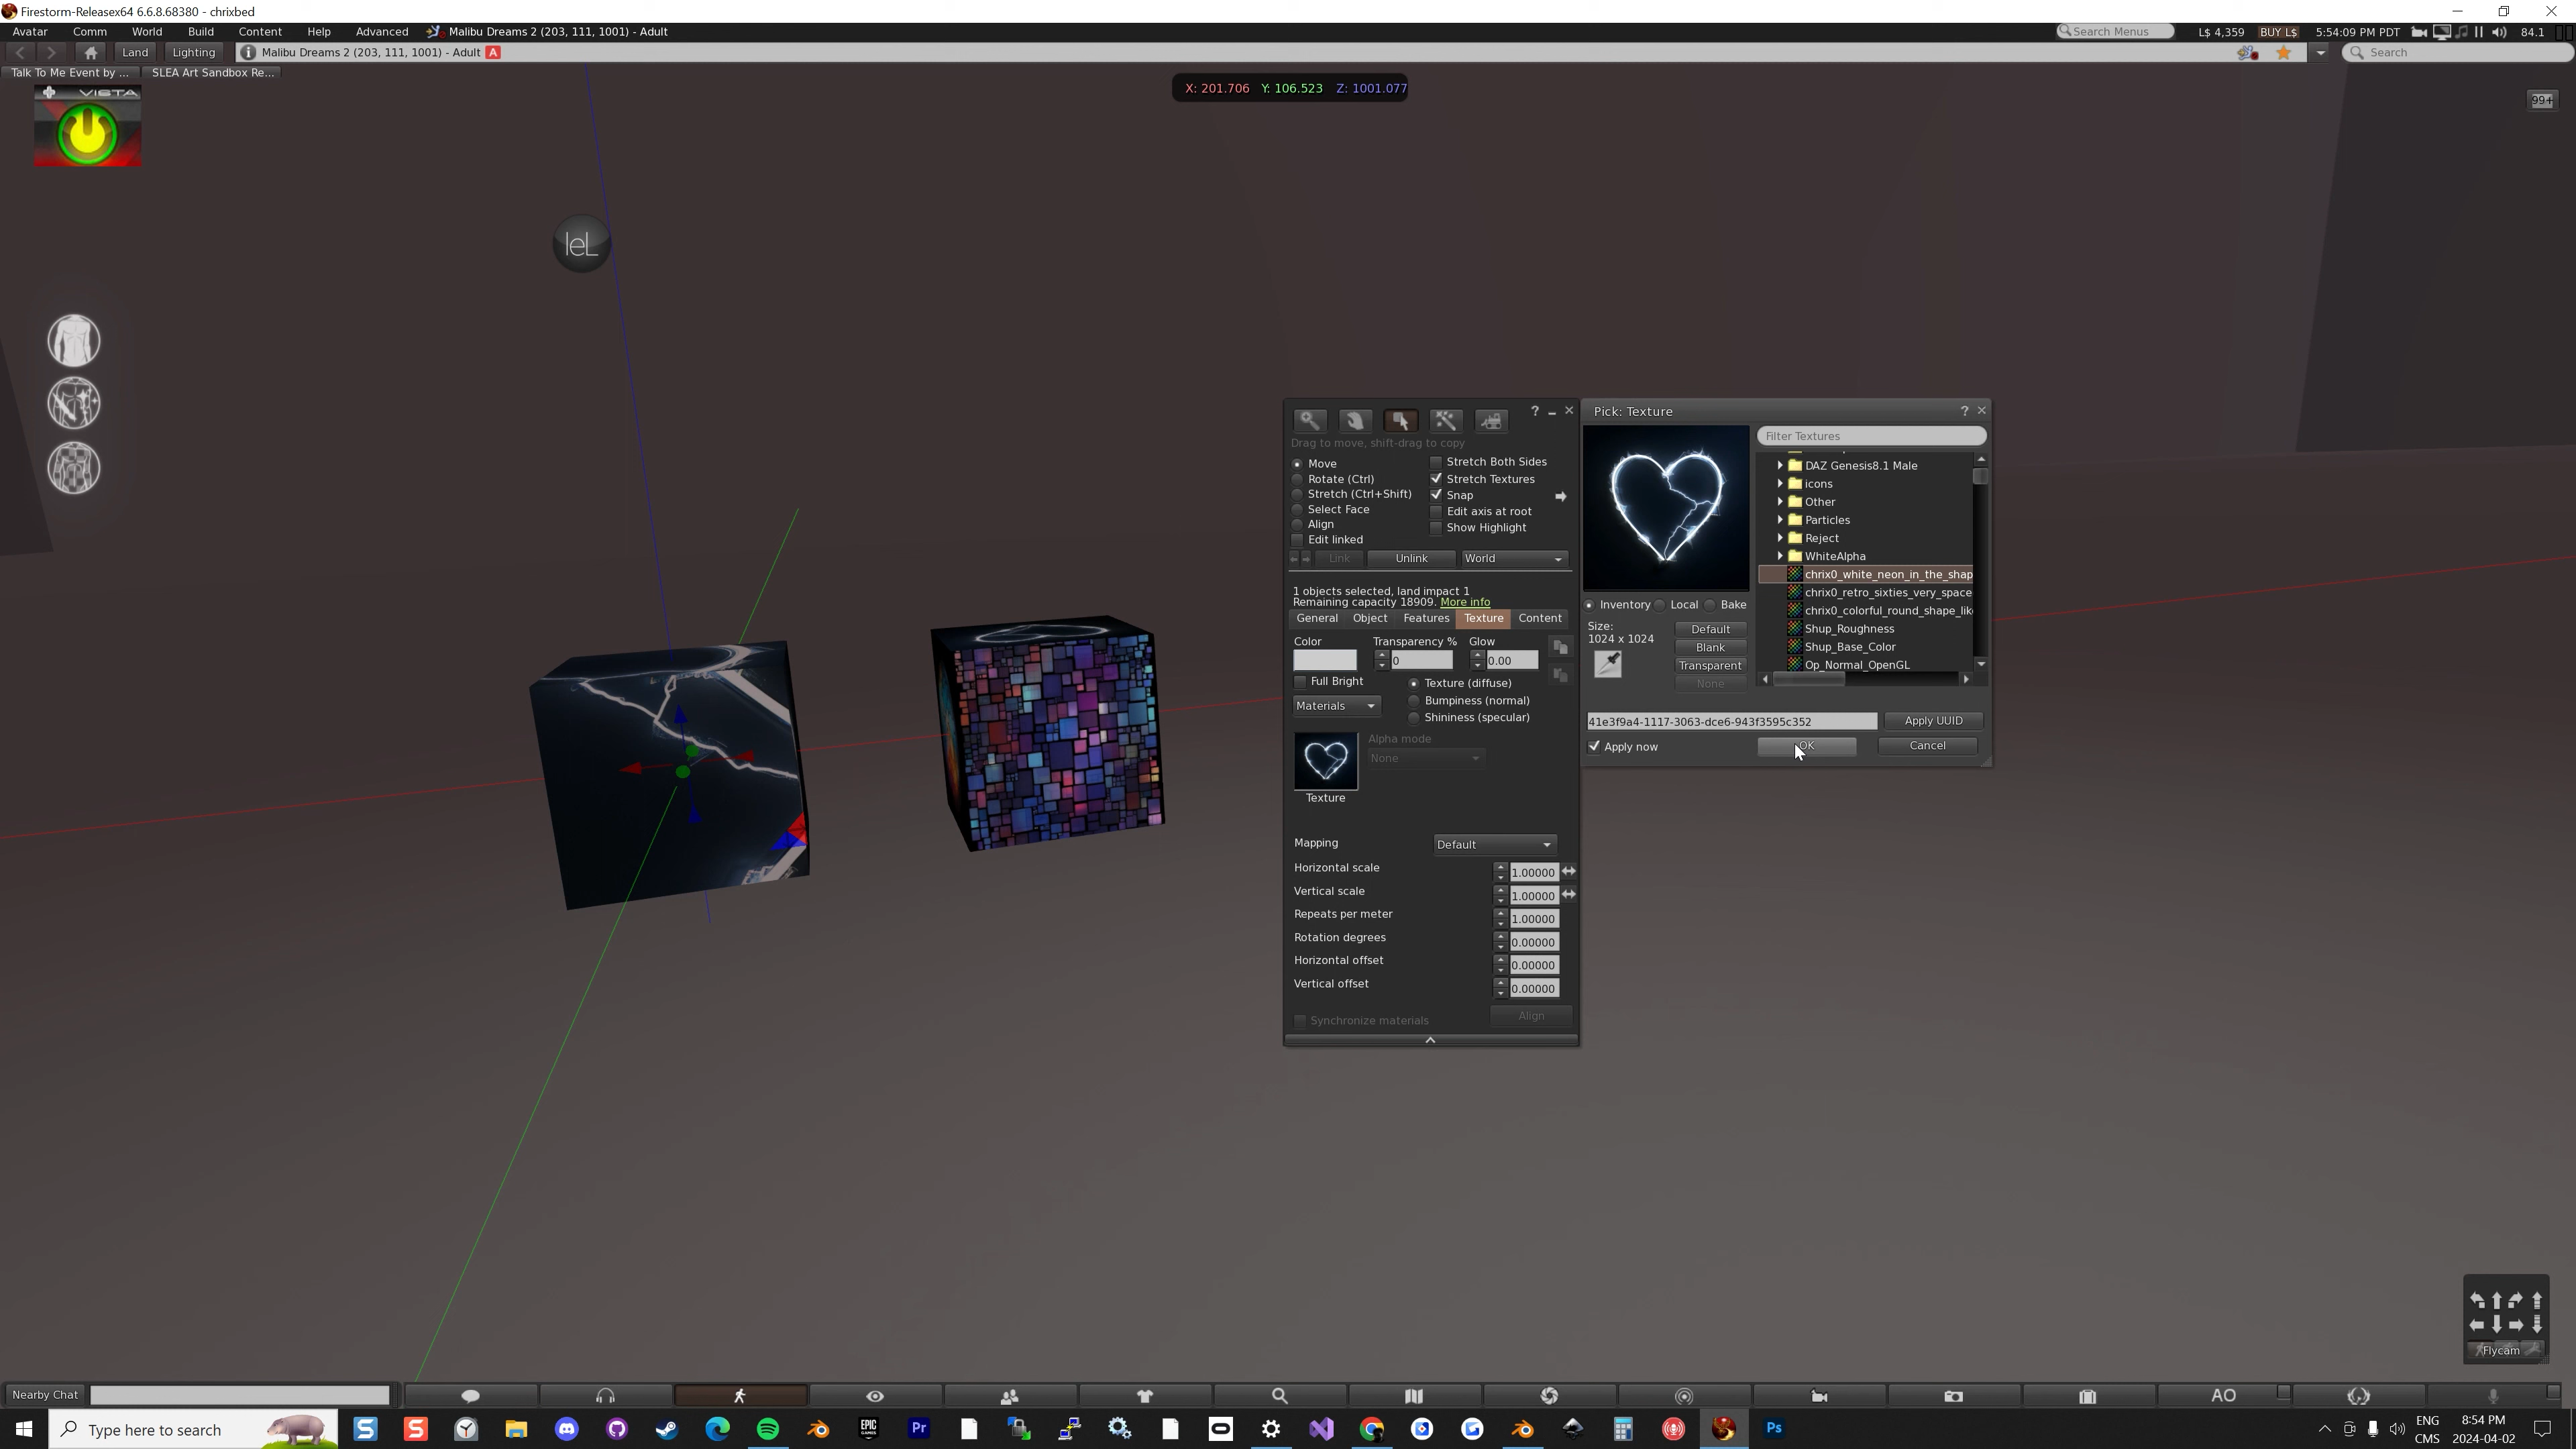 Firestorm-Releasex64 6.6.8.68380 - chrixbed
Avatar Comm World Build Content Help Advanced Malibu Dreams 2 (203, 111, 1001) - Adult
Search Menus L$ 4,359 BUY L$ 5:54:09 PM PDT 84.1
Land Lighting Malibu Dreams 2 (203, 111, 1001) - Adult A
Search
Talk To Me Event by ... SLEA Art Sandbox Re...
VISTA
X: 201.706 Y: 106.523 Z: 1001.077
99+
leL
Pick: Texture
Filter Textures
Drag to move, shift-drag to copy
Move
Rotate (Ctrl)
Stretch (Ctrl+Shift)
Select Face
Align
Edit linked
Stretch Both Sides
Stretch Textures
Snap
Edit axis at root
Show Highlight
Link Unlink World
1 objects selected, land impact 1
Remaining capacity 18909. More info
General Object Features Texture Content
Color Transparency % Glow
0 0.00
Full Bright
Materials
Texture (diffuse)
Bumpiness (normal)
Shininess (specular)
Alpha mode
None
Texture
Mapping Default
Horizontal scale 1.00000
Vertical scale 1.00000
Repeats per meter 1.00000
Rotation degrees 0.00000
Horizontal offset 0.00000
Vertical offset 0.00000
Synchronize materials Align
DAZ Genesis8.1 Male
icons
Other
Particles
Reject
WhiteAlpha
chrix0_white_neon_in_the_shap
chrix0_retro_sixties_very_space
chrix0_colorful_round_shape_lik
Shup_Roughness
Shup_Base_Color
Op_Normal_OpenGL
Inventory Local Bake
Size:
1024 x 1024
Default
Blank
Transparent
None
41e3f9a4-1117-3063-dce6-943f3595c352 Apply UUID
Apply now OK Cancel
Flycam
Nearby Chat
AO
Type here to search
S S EPIC GAMES Pr Ps
ENG
CMS
8:54 PM
2024-04-02